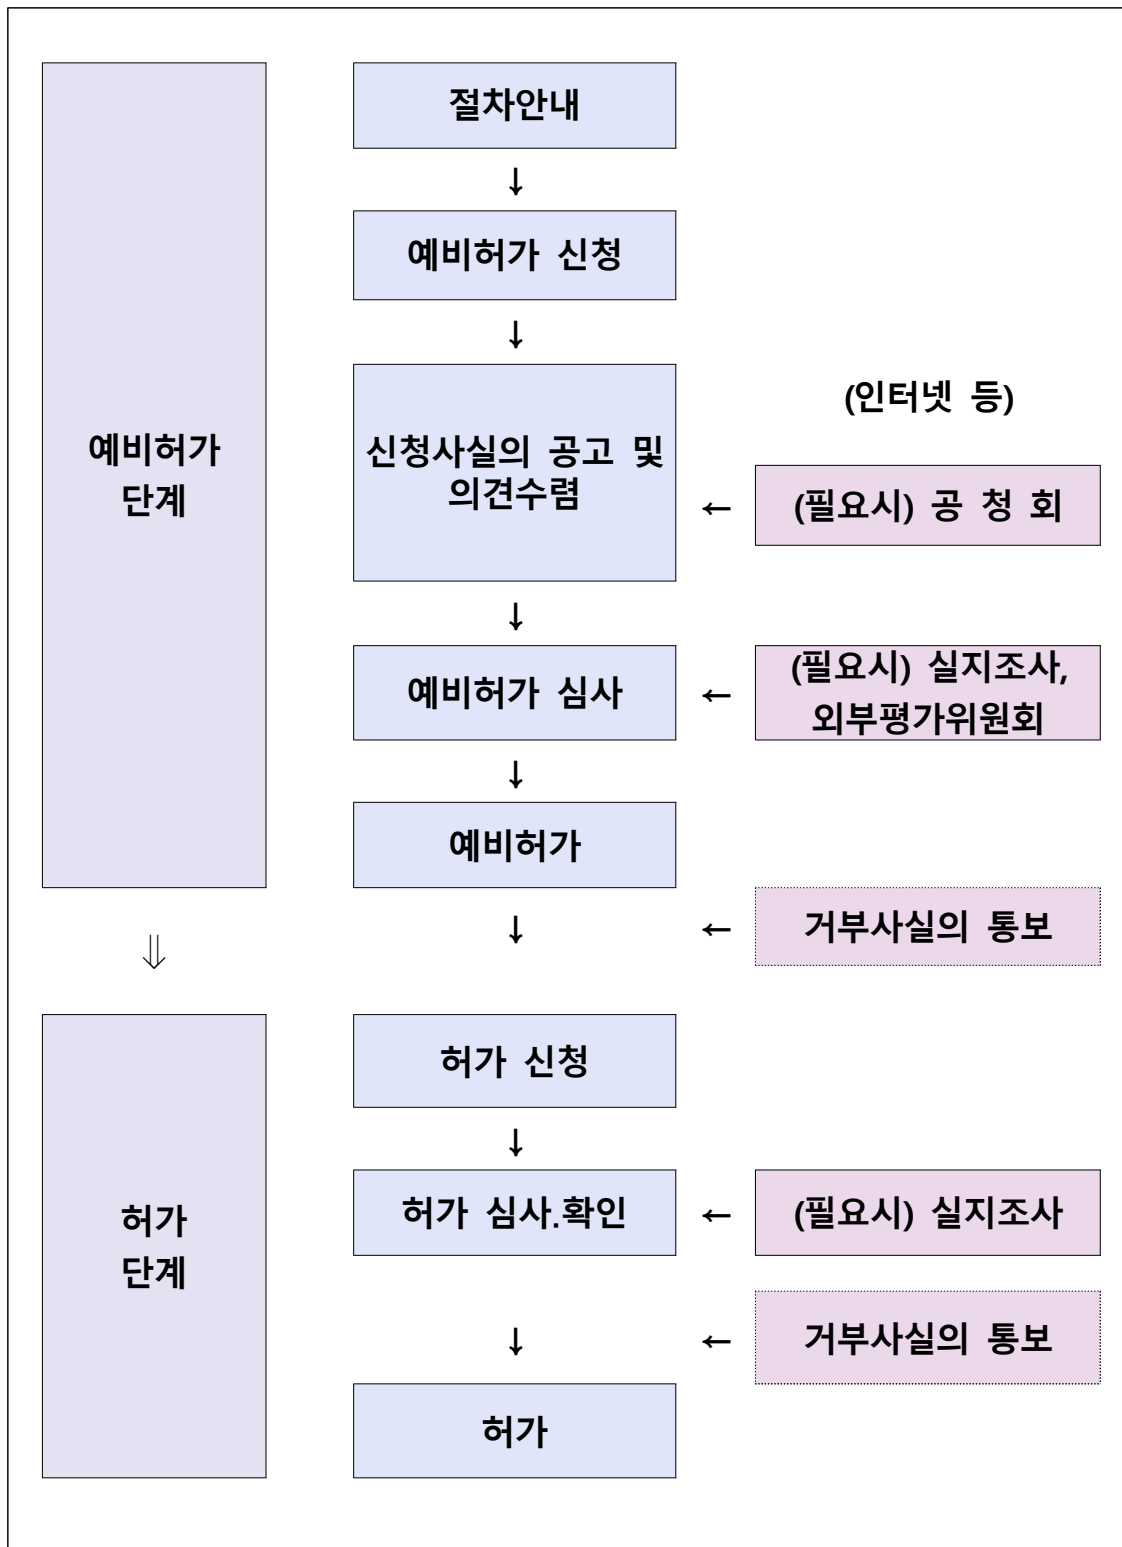 절차안내
↓
예비허가 신청
↓
(인터넷 등)
예비허가
단계
신청사실의 공고 및
의견수렴
← (필요시) 공 청 회
↓
예비허가 심사
←
(필요시) 실지조사,
외부평가위원회
↓
예비허가
⇓
↓
← 거부사실의 통보
허가 신청
↓
허가
단계
허가 심사.확인
← (필요시) 실지조사
↓
← 거부사실의 통보
허가